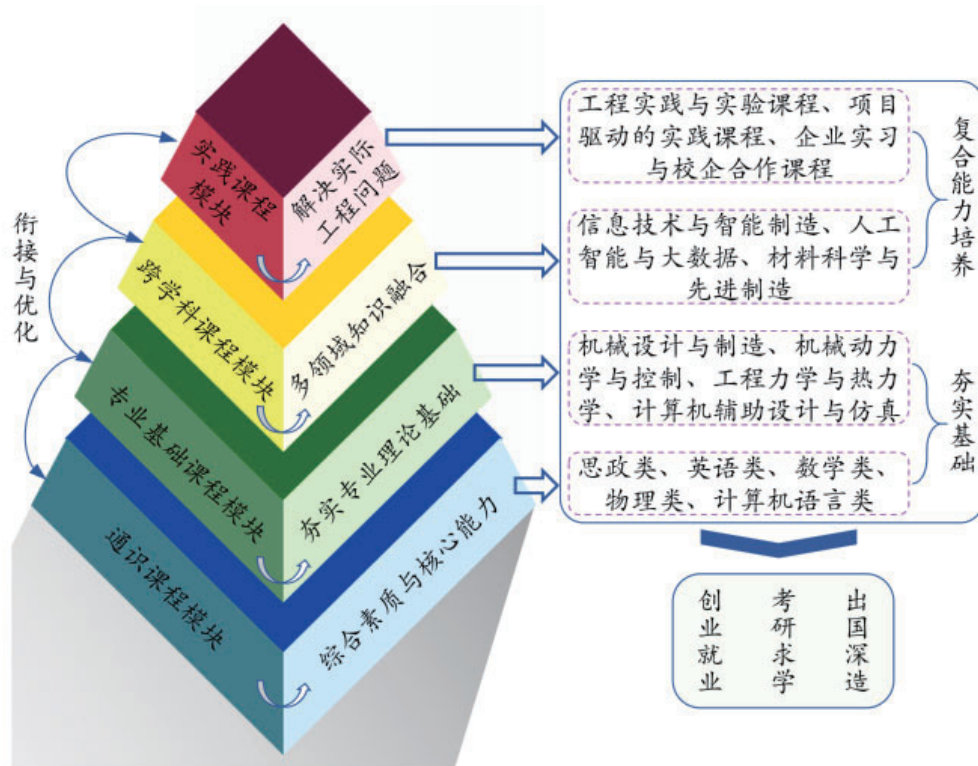 衔接与优化
实践课程
模块
解决实际
工程问题
跨学科课程模块
多领域知识融合
专业基础课程模块
夯实专业理论基础
通识课程模块
综合素质与核心能力
工程实践与实验课程、项目
驱动的实践课程、企业实习
与校企合作课程
信息技术与智能制造、人工
智能与大数据、材料科学与
先进制造
复合能力培养
机械设计与制造、机械动力
学与控制、工程力学与热力
学、计算机辅助设计与仿真
思政类、英语类、数学类、
物理类、计算机语言类
夯实基础
创业就业
考研求学
出国深造